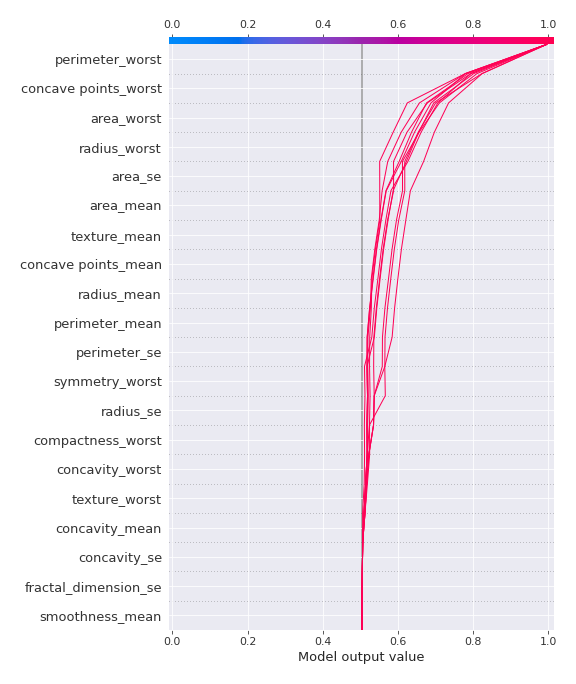 0.0 0.2 0.4 0.6 0.8 1.0
perimeter_worst
concave points_worst
area_worst
radius_worst
area_se
area_mean
texture_mean
concave points_mean
radius_mean
perimeter_mean
perimeter_se
symmetry_worst
radius_se
compactness_worst
concavity_worst
texture_worst
concavity_mean
concavity_se
fractal_dimension_se
smoothness_mean
0.0 0.2 0.4 0.6 0.8 1.0
Model output value